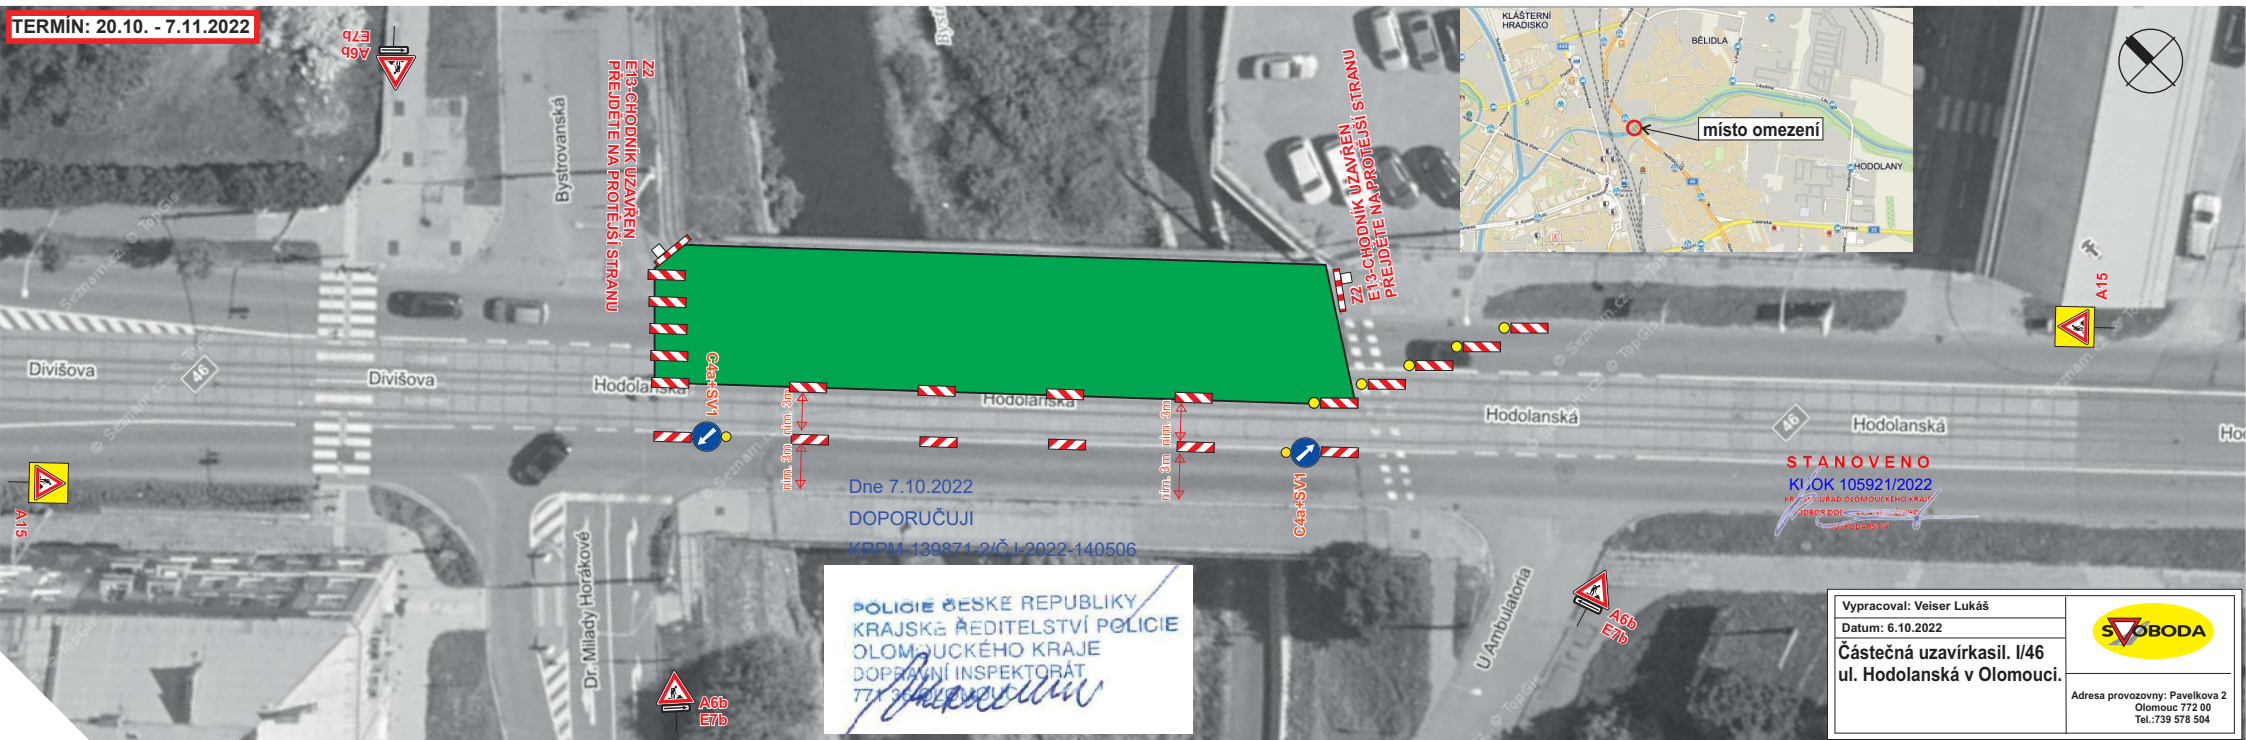 TERMÍN: 20.10. - 7.11.2022
E7b
A6b
Bystrovanská
Z2
E13-CHODNÍK UZAVŘEN
PŘEJDĚTE NA PROTĚJŠÍ STRANU
Z2
E13-CHODNÍK UZAVŘEN
PŘEJDĚTE NA PROTĚJŠÍ STRANU
KLÁŠTERNÍ
HRADISKO
BĚLIDLA
místo omezení
HODOLANY
A15
Divišova
46
Divišova
Hodolanská
C4a+SV1
Hodolanská
Hodolanská
46
Hodolanská
Ho
min. 3m
min. 3m
min. 3m
min. 3m
A15
C4a+SV1
Dne 7.10.2022
DOPORUČUJI
KRPM-139871-2/ČJ-2022-140506
STANOVENO
KUOK 105921/2022
POLICIE ČESKÉ REPUBLIKY
KRAJSKÉ ŘEDITELSTVÍ POLICIE
OLOMOUCKÉHO KRAJE
DOPRAVNÍ INSPEKTORÁT
Dr. Milady Horákové
A6b
E7b
U Ambulatoria
A6b
E7b
Vypracoval: Veiser Lukáš
Datum: 6.10.2022
Částečná uzavírkasil. I/46
ul. Hodolanská v Olomouci.
SVOBODA
Adresa provozovny: Pavelkova 2
Olomouc 772 00
Tel.:739 578 504